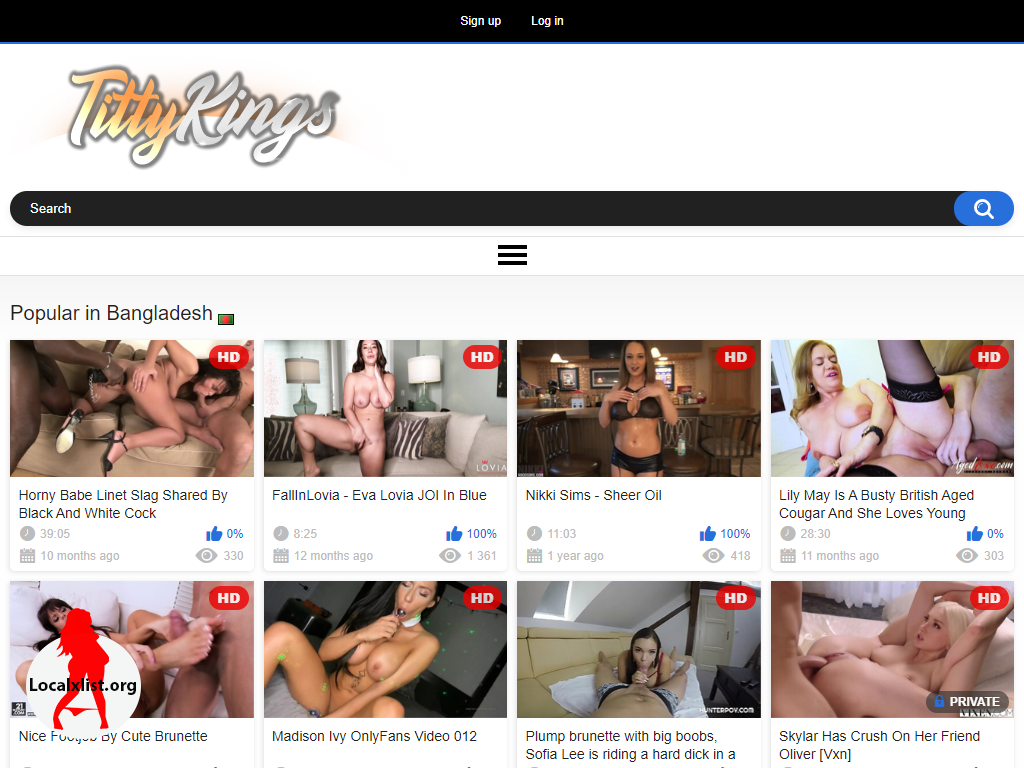 Sign up Log in
TittyKings
Search
Popular in Bangladesh
HD HD HD HD
LOVIA
Horny Babe Linet Slag Shared By
Black And White Cock
39:05 0%
10 months ago 330
FallInLovia - Eva Lovia JOI In Blue
8:25 100%
12 months ago 1 361
Nikki Sims - Sheer Oil
11:03 100%
1 year ago 418
Lily May Is A Busty British Aged
Cougar And She Loves Young
28:30 0%
11 months ago 303
HD HD HD HD
Localxlist.org
21
HUNTERPOV.COM
PRIVATE
Nice Footjob By Cute Brunette
Madison Ivy OnlyFans Video 012
Plump brunette with big boobs,
Sofia Lee is riding a hard dick in a
Skylar Has Crush On Her Friend
Oliver [Vxn]